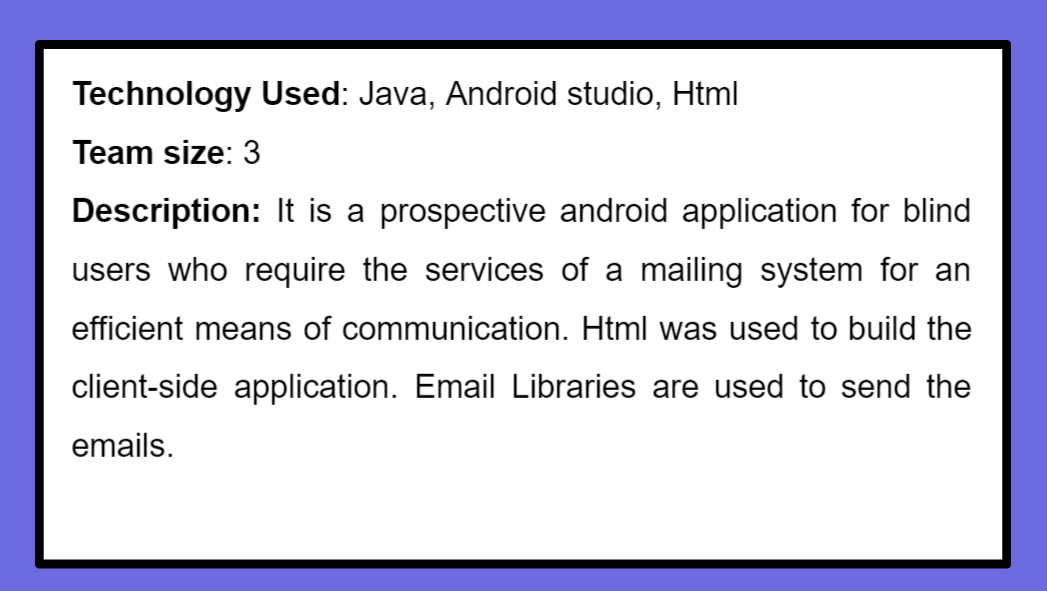 Technology Used: Java, Android studio, Html
Team size: 3
Description: It is a prospective android application for blind
users who require the services of a mailing system for an
efficient means of communication. Html was used to build the
client-side application. Email Libraries are used to send the
emails.